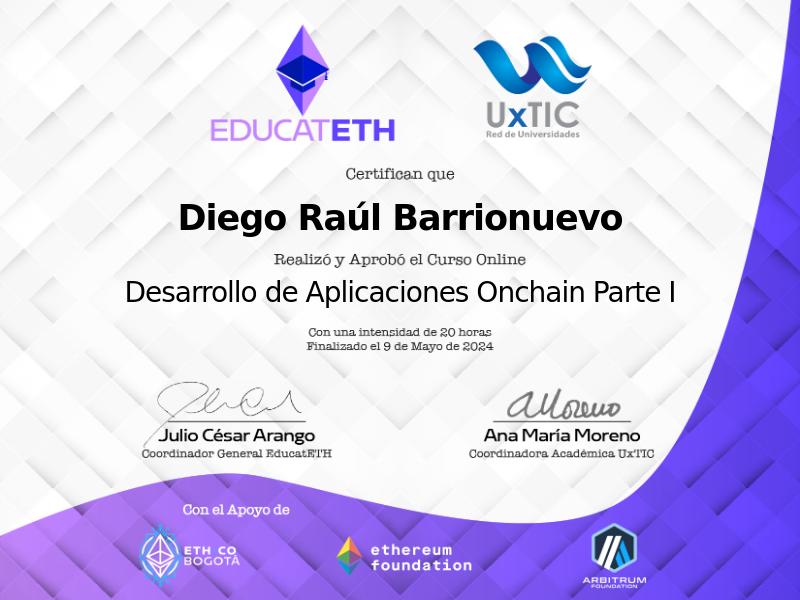 EDUCATETH
UxTIC
Red de Universidades
Certifican que
Diego Raúl Barrionuevo
Realizó y Aprobó el Curso Online
Desarrollo de Aplicaciones Onchain Parte I
Con una intensidad de 20 horas
Finalizado el 9 de Mayo de 2024
Julio César Arango
Coordinador General EducatETH
Ana María Moreno
Coordinadora Académica UxTIC
Con el Apoyo de
ETH CO
BOGOTÁ
ethereum
foundation
ARBITRUM
FOUNDATION